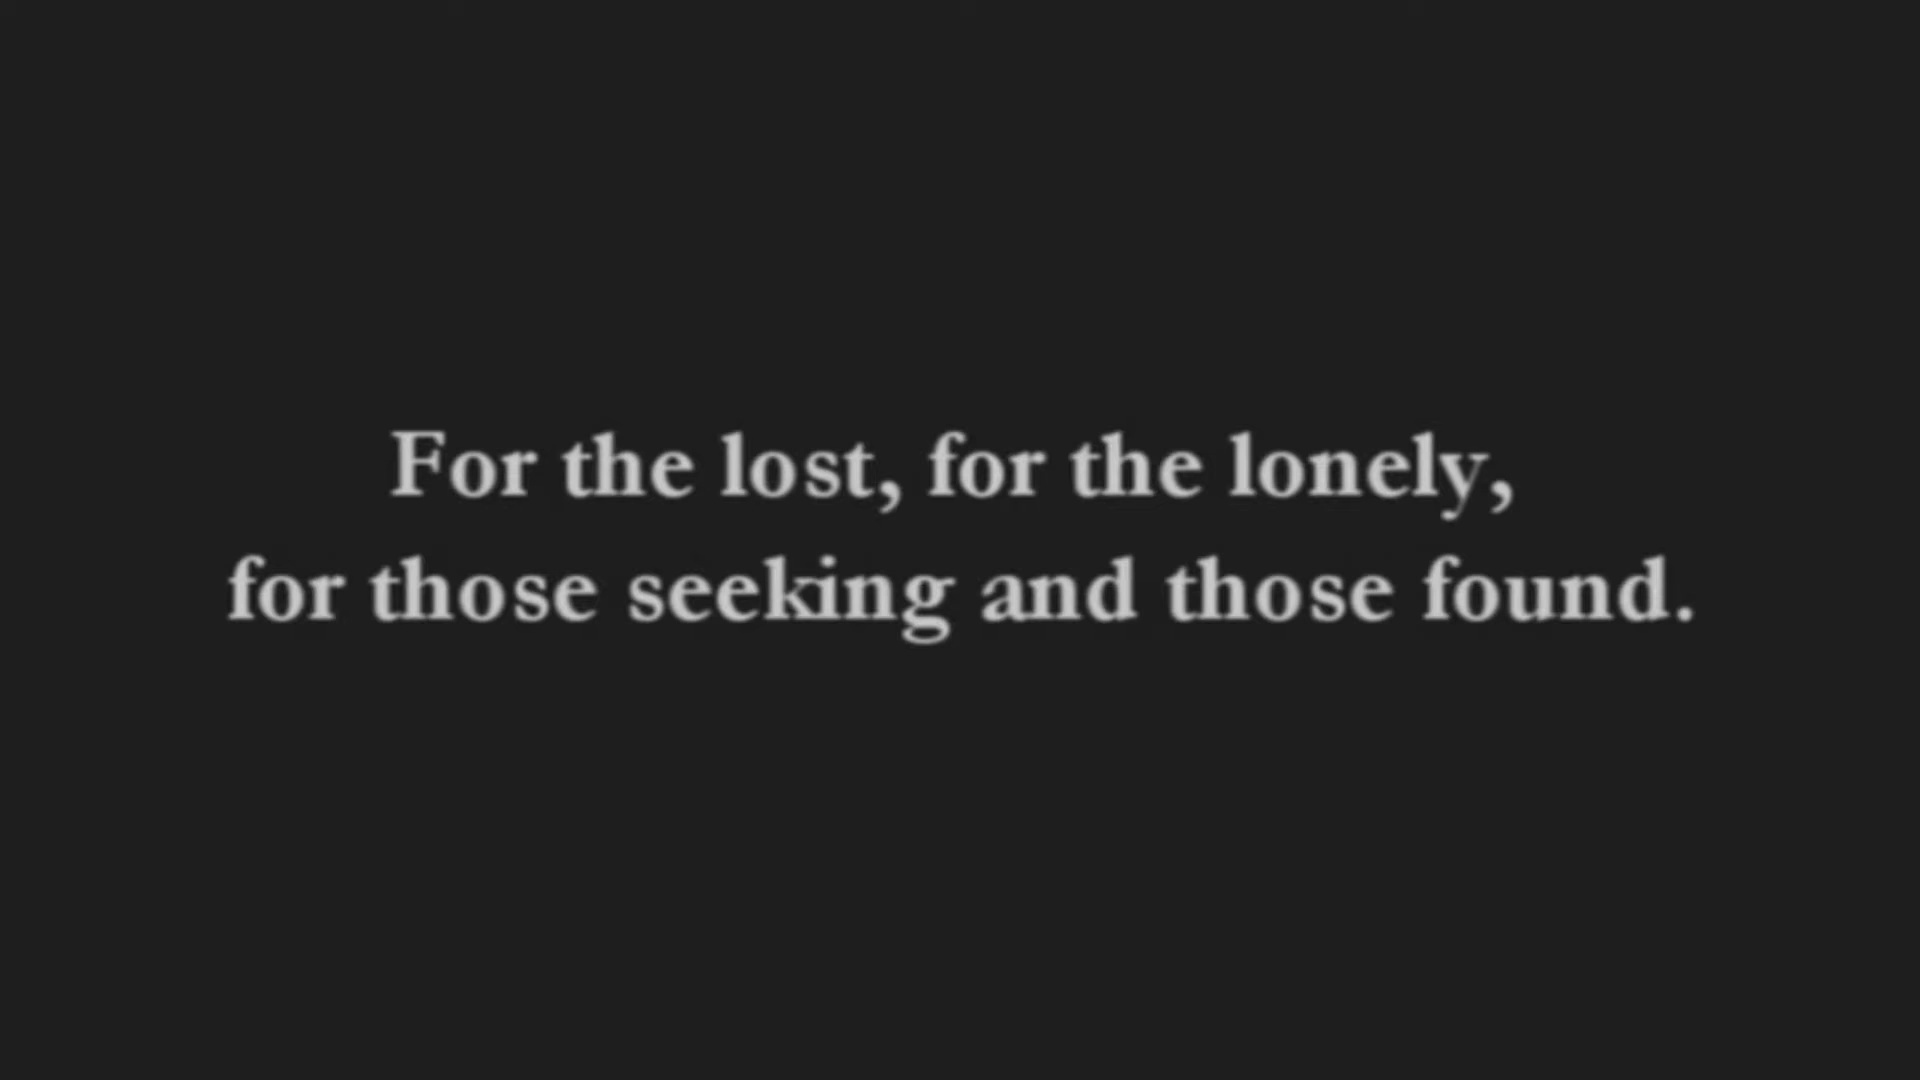 For the lost, for the lonely,
for those seeking and those found.